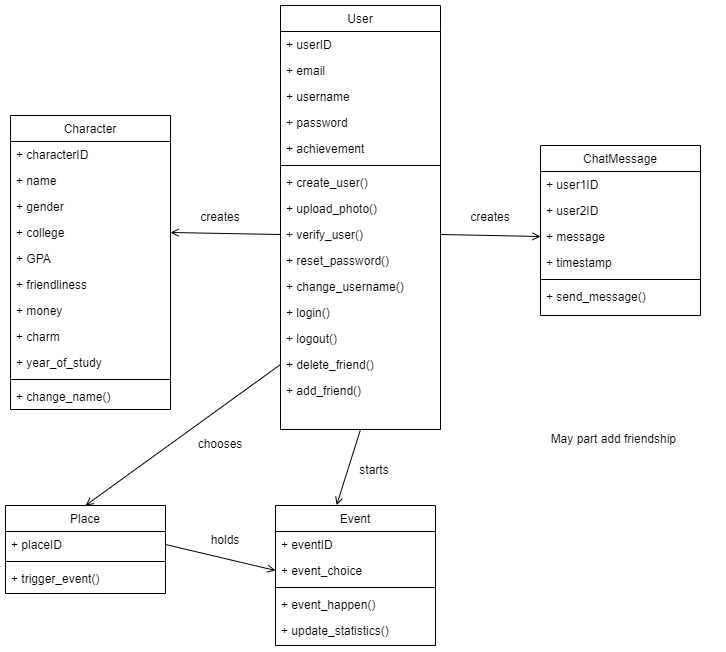 User
+ userID
+ email
+ username
+ password
+ achievement
+ create_user()
+ upload_photo()
+ verify_user()
+ reset_password()
+ change_username()
+ login()
+ logout()
+ delete_friend()
+ add_friend()
Character
+ characterID
+ name
+ gender
+ college
+ GPA
+ friendliness
+ money
+ charm
+ year_of_study
+ change_name()
creates
creates
ChatMessage
+ user1ID
+ user2ID
+ message
+ timestamp
+ send_message()
chooses
starts
May part add friendship
Place
+ placeID
+ trigger_event()
holds
Event
+ eventID
+ event_choice
+ event_happen()
+ update_statistics()